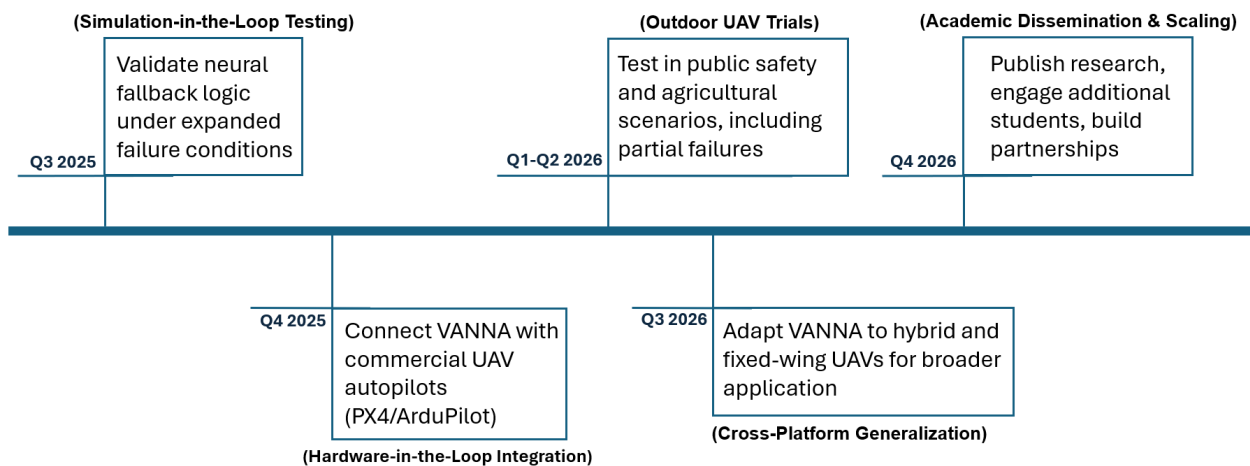 (Simulation-in-the-Loop Testing)
Validate neural
fallback logic
under expanded
failure conditions
Q3 2025
(Outdoor UAV Trials)
Test in public safety
and agricultural
scenarios, including
partial failures
Q1-Q2 2026
(Academic Dissemination & Scaling)
Publish research,
engage additional
students, build
partnerships
Q4 2026
Q4 2025
Connect VANNA with
commercial UAV
autopilots
(PX4/ArduPilot)
(Hardware-in-the-Loop Integration)
Q3 2026
Adapt VANNA to hybrid and
fixed-wing UAVs for broader
application
(Cross-Platform Generalization)